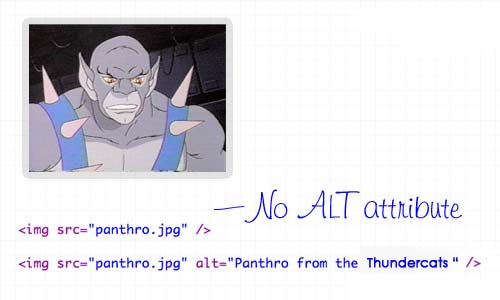 — No ALT attribute
<img src="panthro.jpg" />
<img src="panthro.jpg" alt="Panthro from the Thundercats " />